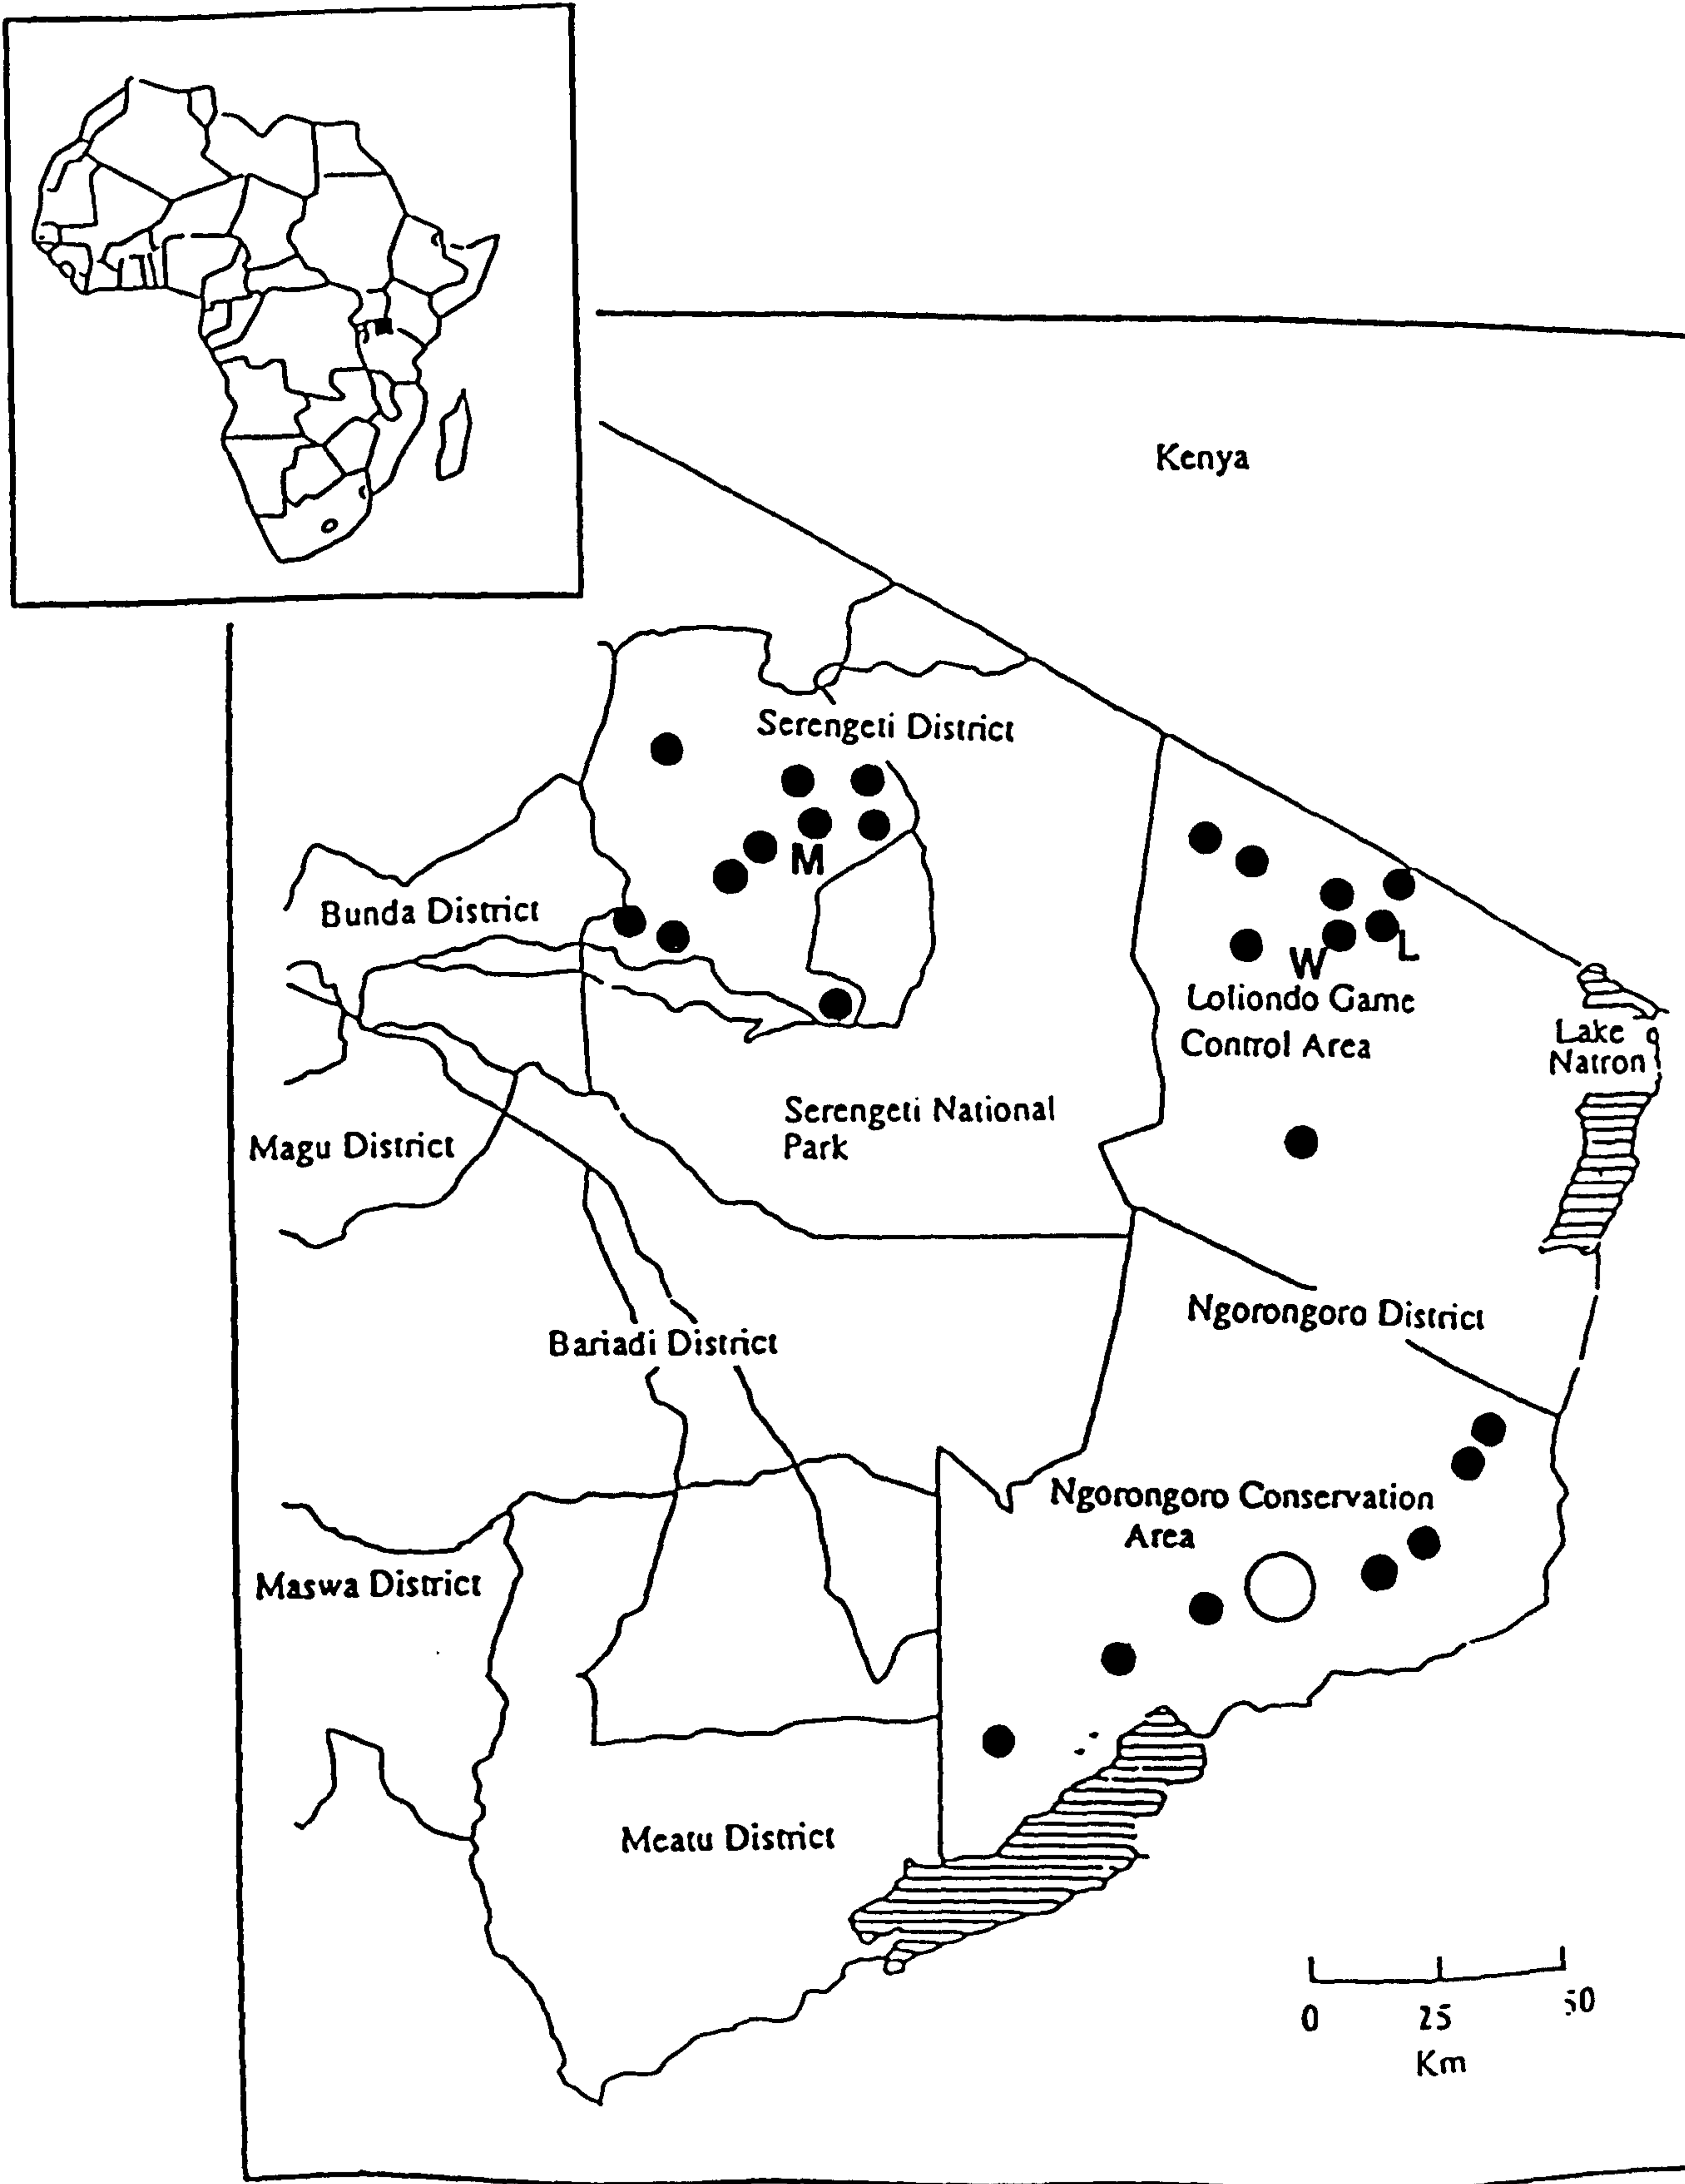 Kenya
Serengeti District
M
Bunda District
W
L
Loliondo Game
Control Area
Lake
Natron
Serengeti National
Park
Magu District
Ngorongoro District
Bariadi District
Ngorongoro Conservation
Area
Maswa District
Meatu District
0 25 50
Km